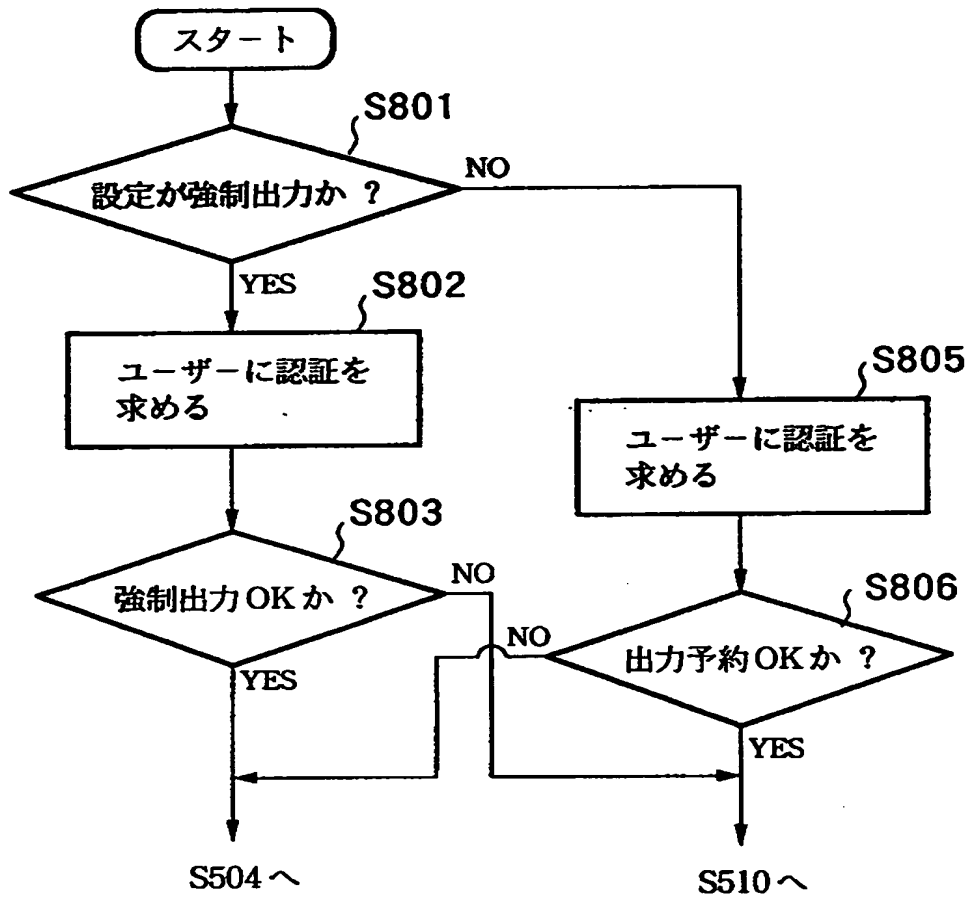 スタート
S801
設定が強制出力か ?
NO
YES
S802
ユーザーに認証を
求める
S805
ユーザーに認証を
求める
S803
強制出力OKか ?
NO
YES
S806
出力予約OKか ?
NO
YES
S504へ
S510へ